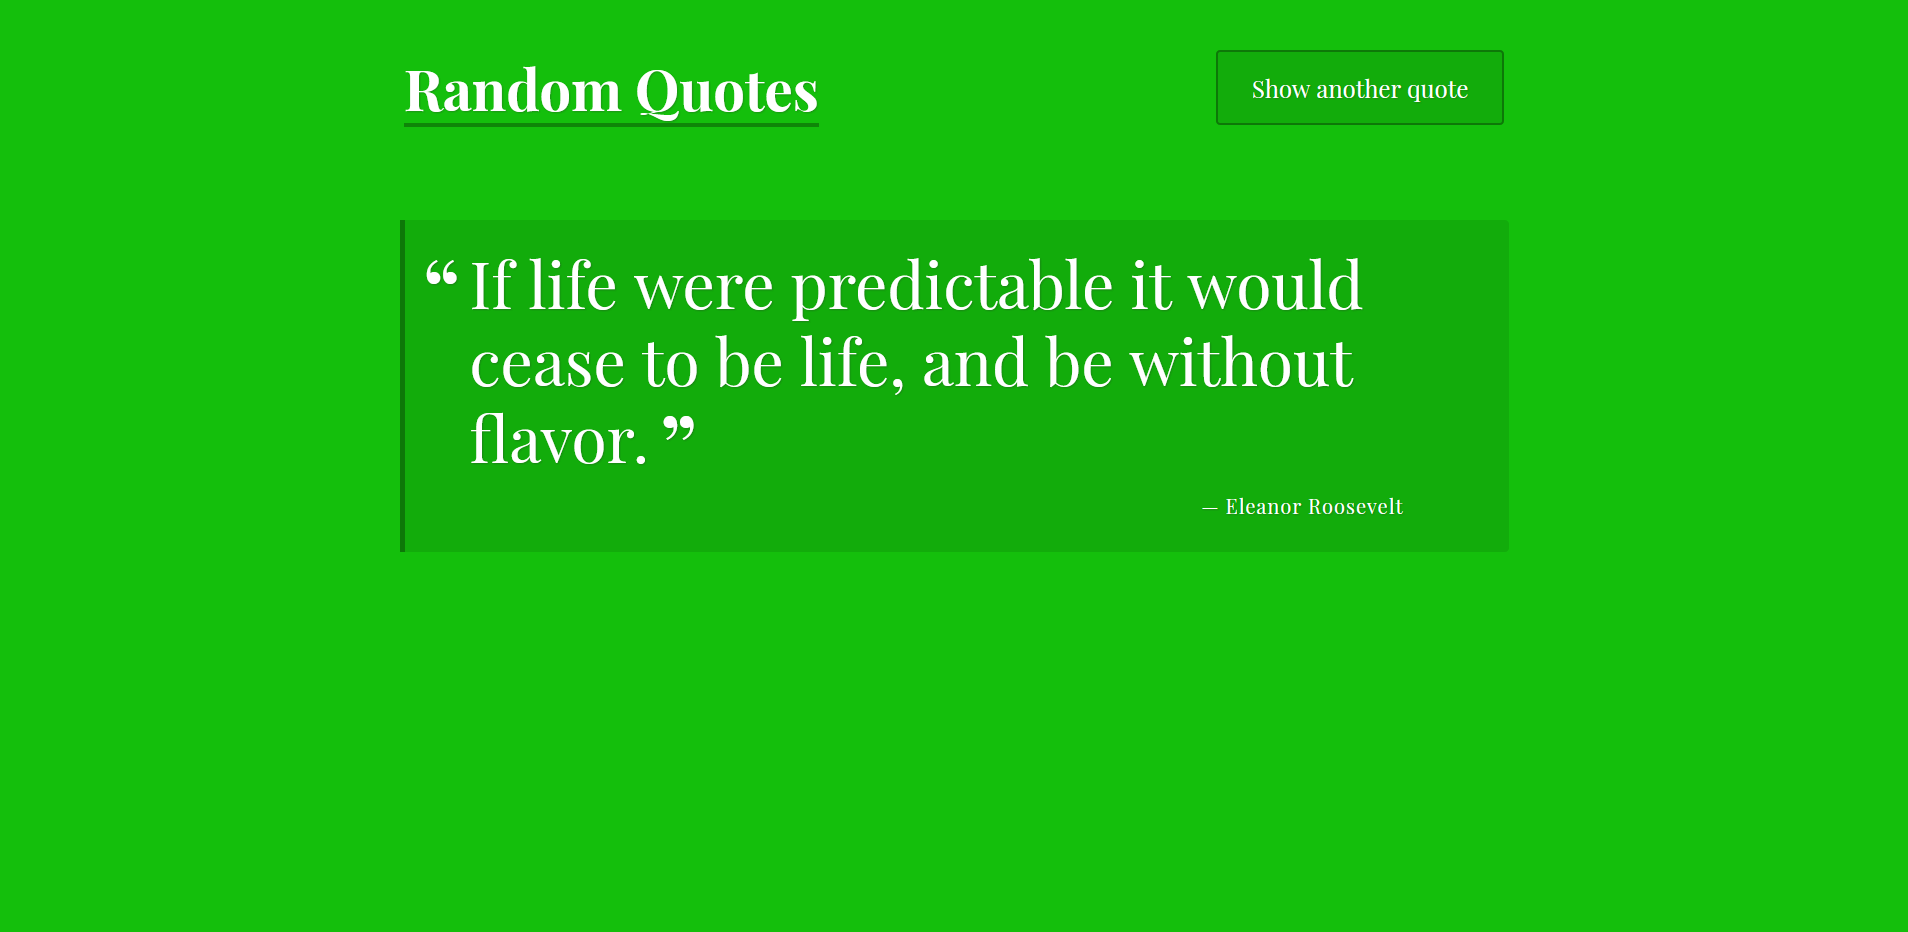 Random Quotes
Show another quote
“ If life were predictable it would
cease to be life, and be without
flavor. ”
— Eleanor Roosevelt